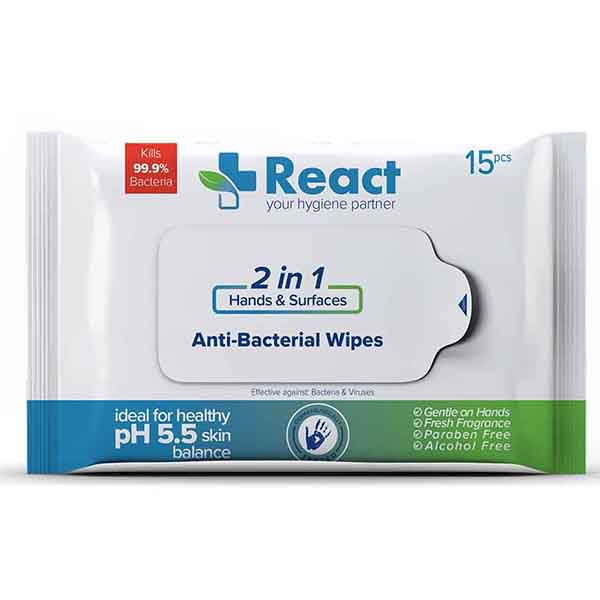 Kills
99.9%
Bacteria
React
your hygiene partner
15pcs
2 in 1
Hands & Surfaces
Anti-Bacterial Wipes
Effective against: Bacteria & Viruses
ideal for healthy
pH 5.5 skin
balance
Gentle on Hands
Fresh Fragrance
Paraben Free
Alcohol Free